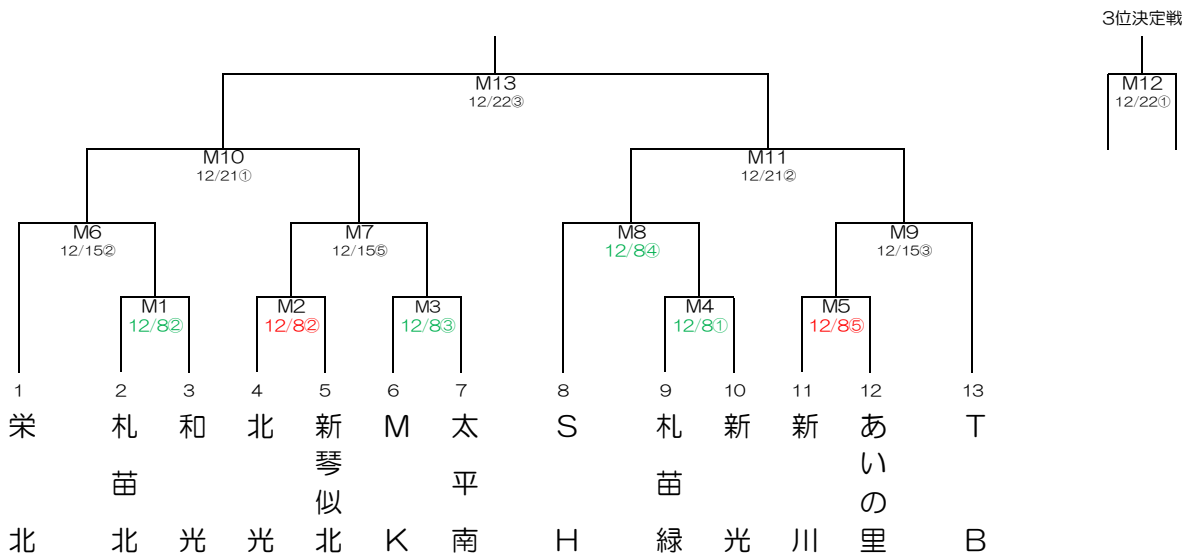 3位決定戦
M13
12/22③
M12
12/22①
M10
12/21①
M11
12/21②
M6
12/15②
M7
12/15⑤
M8
12/8④
M9
12/15③
M1
12/8②
M2
12/8②
M3
12/8③
M4
12/8①
M5
12/8⑤
1 2 3 4 5 6 7 8 9 10 11 12 13
栄北
札苗北
和光
北光
新琴似北
MK
太平南
SH
札苗緑
新光
新川
あいの里
TB